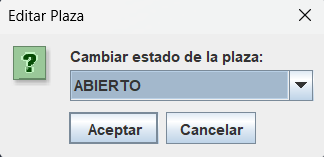 Editar Plaza
Cambiar estado de la plaza:
ABIERTO
Aceptar Cancelar